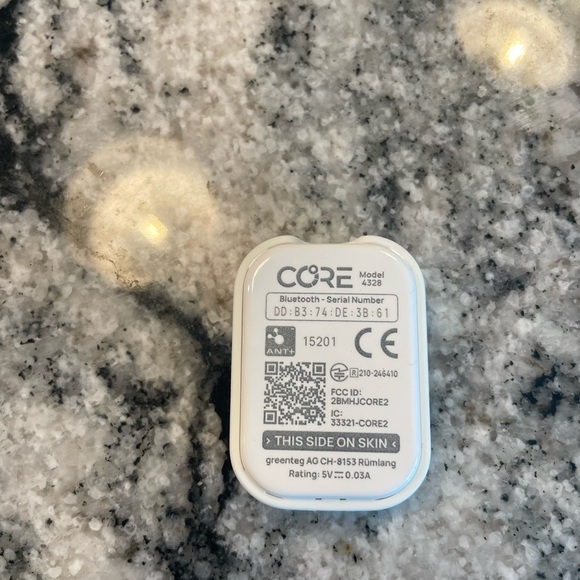 CORE Model 4328
Bluetooth - Serial Number
DD:B3:74:DE:3B:61
ANT+ 15201 CE
R 210-246410
FCC ID:
2BMHJCORE2
IC:
33321-CORE2
> THIS SIDE ON SKIN <
greenteg AG CH-8153 Rümlang
Rating: 5V⎓0.03A